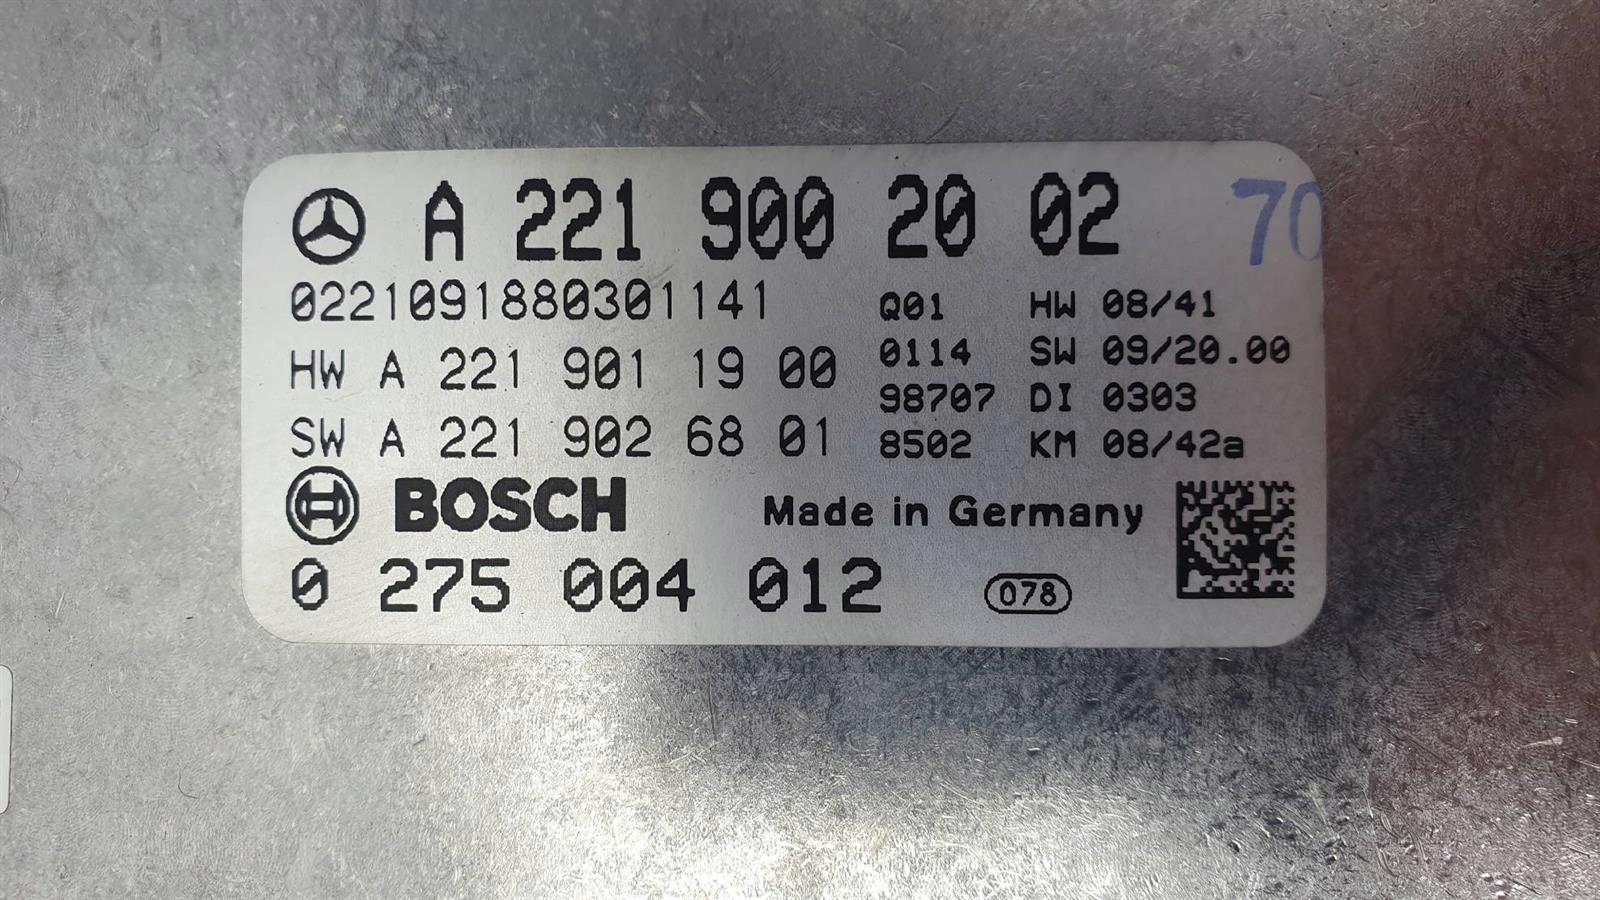 A 221 900 20 02 70
0221091880301141 Q01 HW 08/41
HW A 221 901 19 00 0114 SW 09/20.00
98707 DI 0303
SW A 221 902 68 01 8502 KM 08/42a
BOSCH Made in Germany
0 275 004 012 078